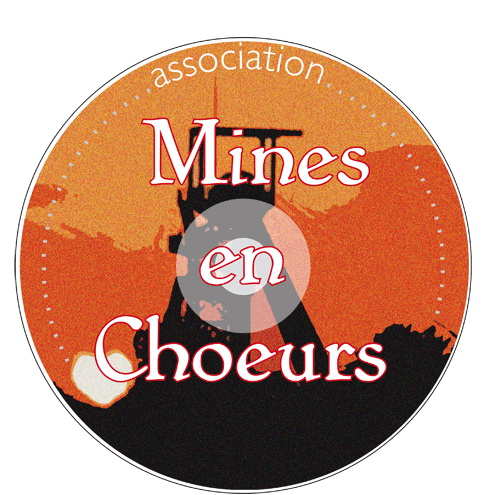 association
Mines
en
Choeurs